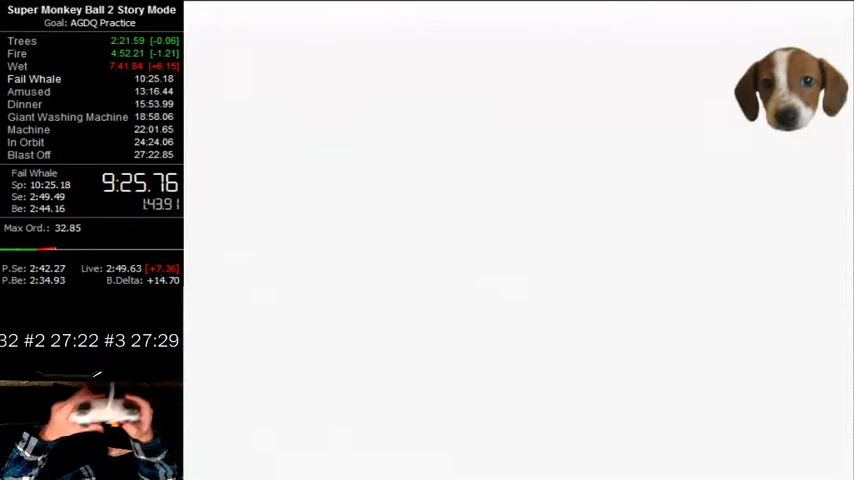 Super Monkey Ball 2 Story Mode
Goal: AGDQ Practice
Trees 2:21.59 [-0.06]
Fire 4:52.21 [-1.21]
Wet 7:41.84 [+6.15]
Fail Whale 10:25.18
Amused 13:16.44
Dinner 15:53.99
Giant Washing Machine 18:58.06
Machine 22:01.65
In Orbit 24:24.06
Blast Off 27:22.85
Fail Whale
Sp: 10:25.18 9:25.76
Se: 2:49.49
Be: 2:44.16 1:43.91
Max Ord.: 32.85
P.Se: 2:42.27 Live: 2:49.63 [+7.36]
P.Be: 2:34.93 B.Delta: +14.70
32 #2 27:22 #3 27:29